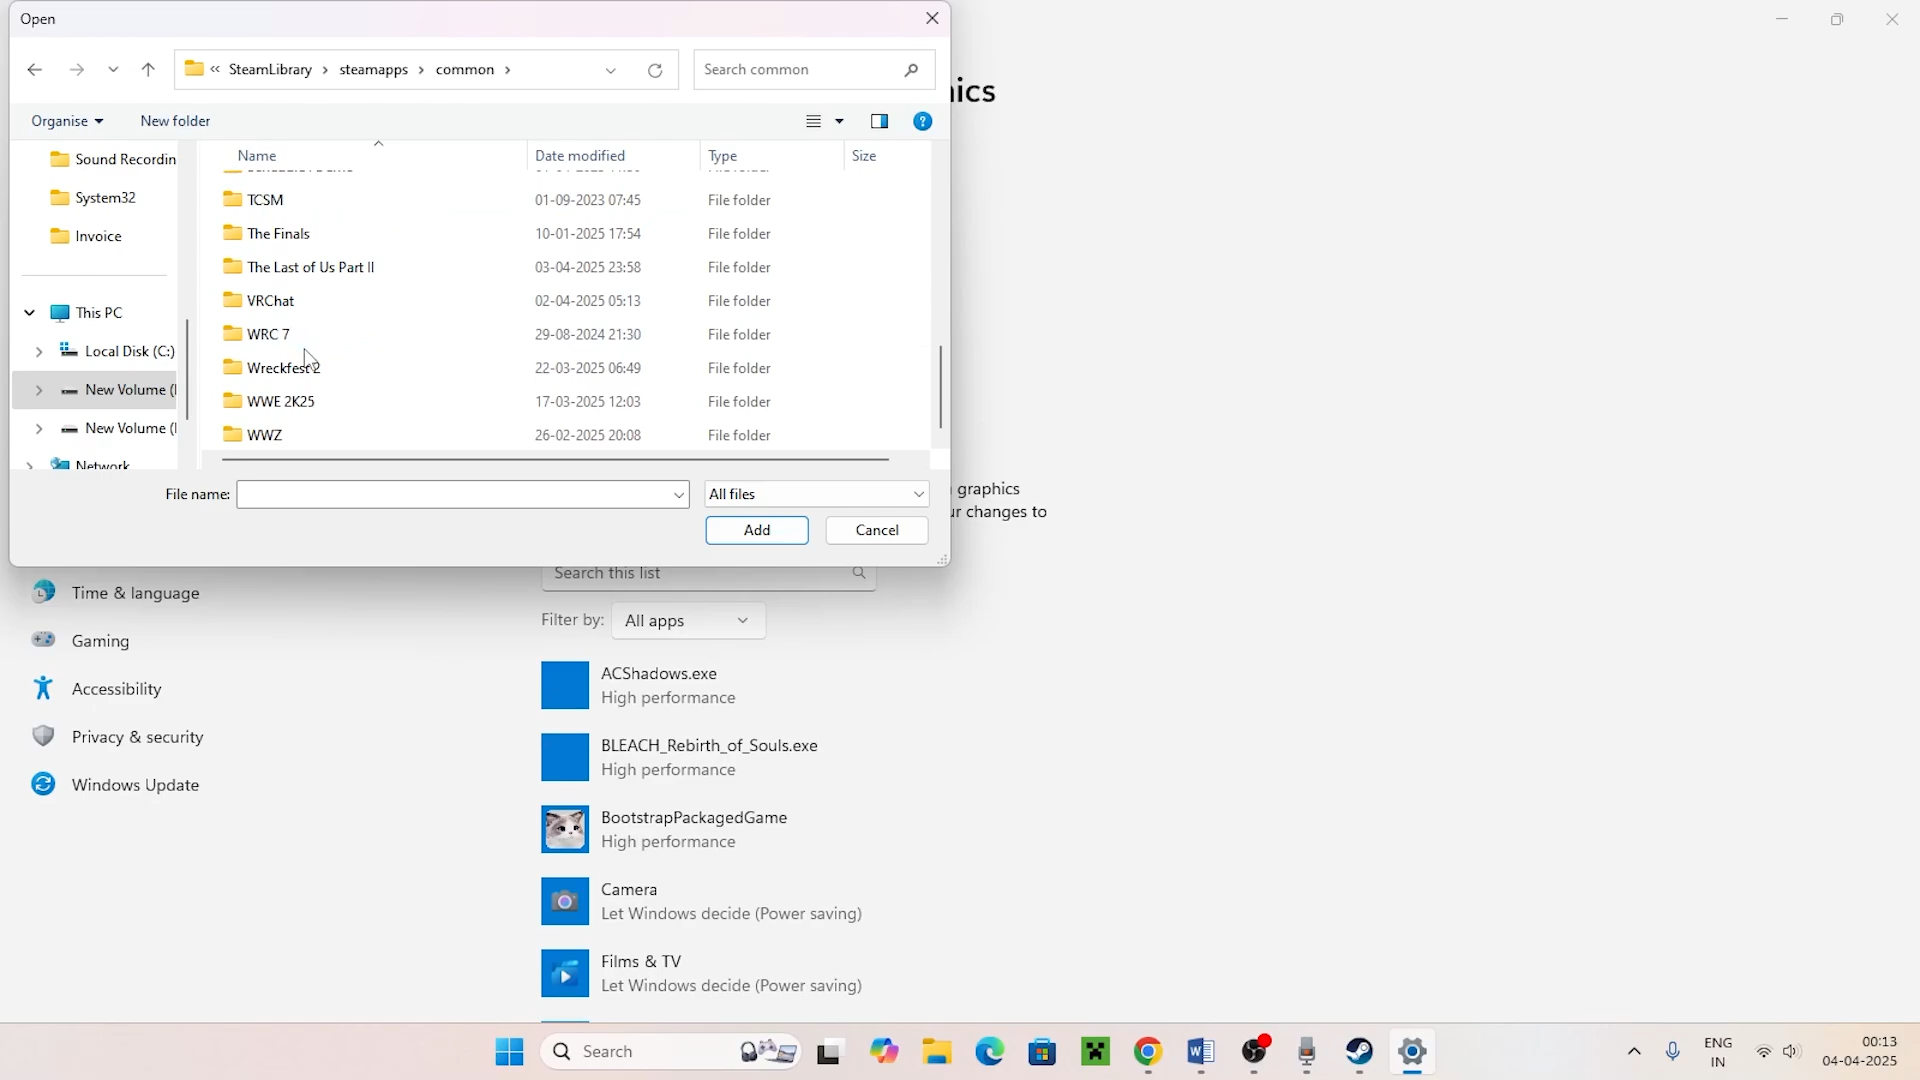 Open
« SteamLibrary › steamapps › common ›
Search common
Organise
New folder
Name
Date modified
Type
Size
Sound Recordin
System32
Invoice
This PC
Local Disk (C:)
New Volume (
New Volume (
Network
TCSM 01-09-2023 07:45 File folder
The Finals 10-01-2025 17:54 File folder
The Last of Us Part II 03-04-2025 23:58 File folder
VRChat 02-04-2025 05:13 File folder
WRC 7 29-08-2024 21:30 File folder
Wreckfest 2 22-03-2025 06:49 File folder
WWE 2K25 17-03-2025 12:03 File folder
WWZ 26-02-2025 20:08 File folder
File name:
All files
Add
Cancel
ics
graphics
ur changes to
Time & language
Gaming
Accessibility
Privacy & security
Windows Update
Search this list
Filter by: All apps
ACShadows.exe
High performance
BLEACH_Rebirth_of_Souls.exe
High performance
BootstrapPackagedGame
High performance
Camera
Let Windows decide (Power saving)
Films & TV
Let Windows decide (Power saving)
Search
ENG
IN
00:13
04-04-2025